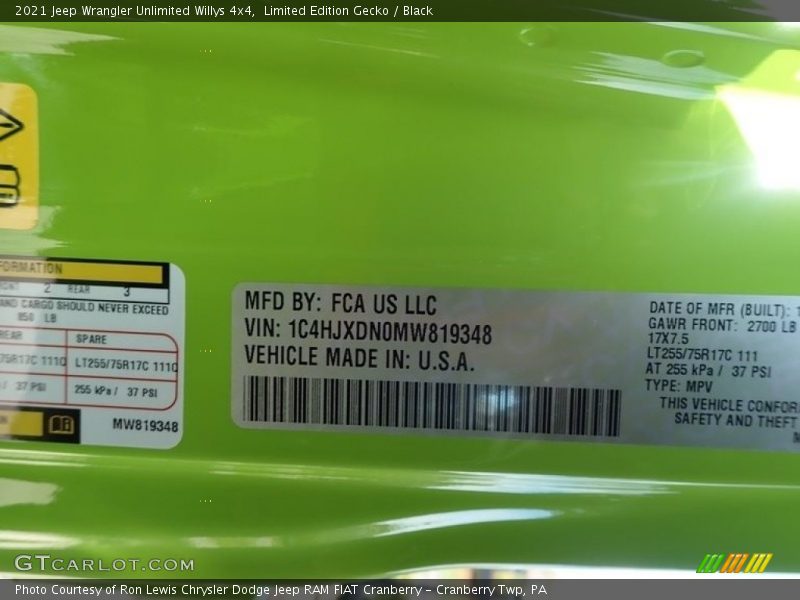 2021 Jeep Wrangler Unlimited Willys 4x4,  Limited Edition Gecko / Black
FORMATION
2 REAR 3
AND CARGO SHOULD NEVER EXCEED
850 LB
REAR SPARE
75R17C 111Q LT255/75R17C 111Q
/ 37 PSI 255 kPa / 37 PSI
MW819348
MFD BY: FCA US LLC
VIN: 1C4HJXDN0MW819348
VEHICLE MADE IN: U.S.A.
DATE OF MFR (BUILT): 1
GAWR FRONT: 2700 LB
17X7.5
LT255/75R17C 111
AT 255 kPa / 37 PSI
TYPE: MPV
THIS VEHICLE CONFOR
SAFETY AND THEFT
GTCARLOT.COM
Photo Courtesy of Ron Lewis Chrysler Dodge Jeep RAM FIAT Cranberry – Cranberry Twp, PA